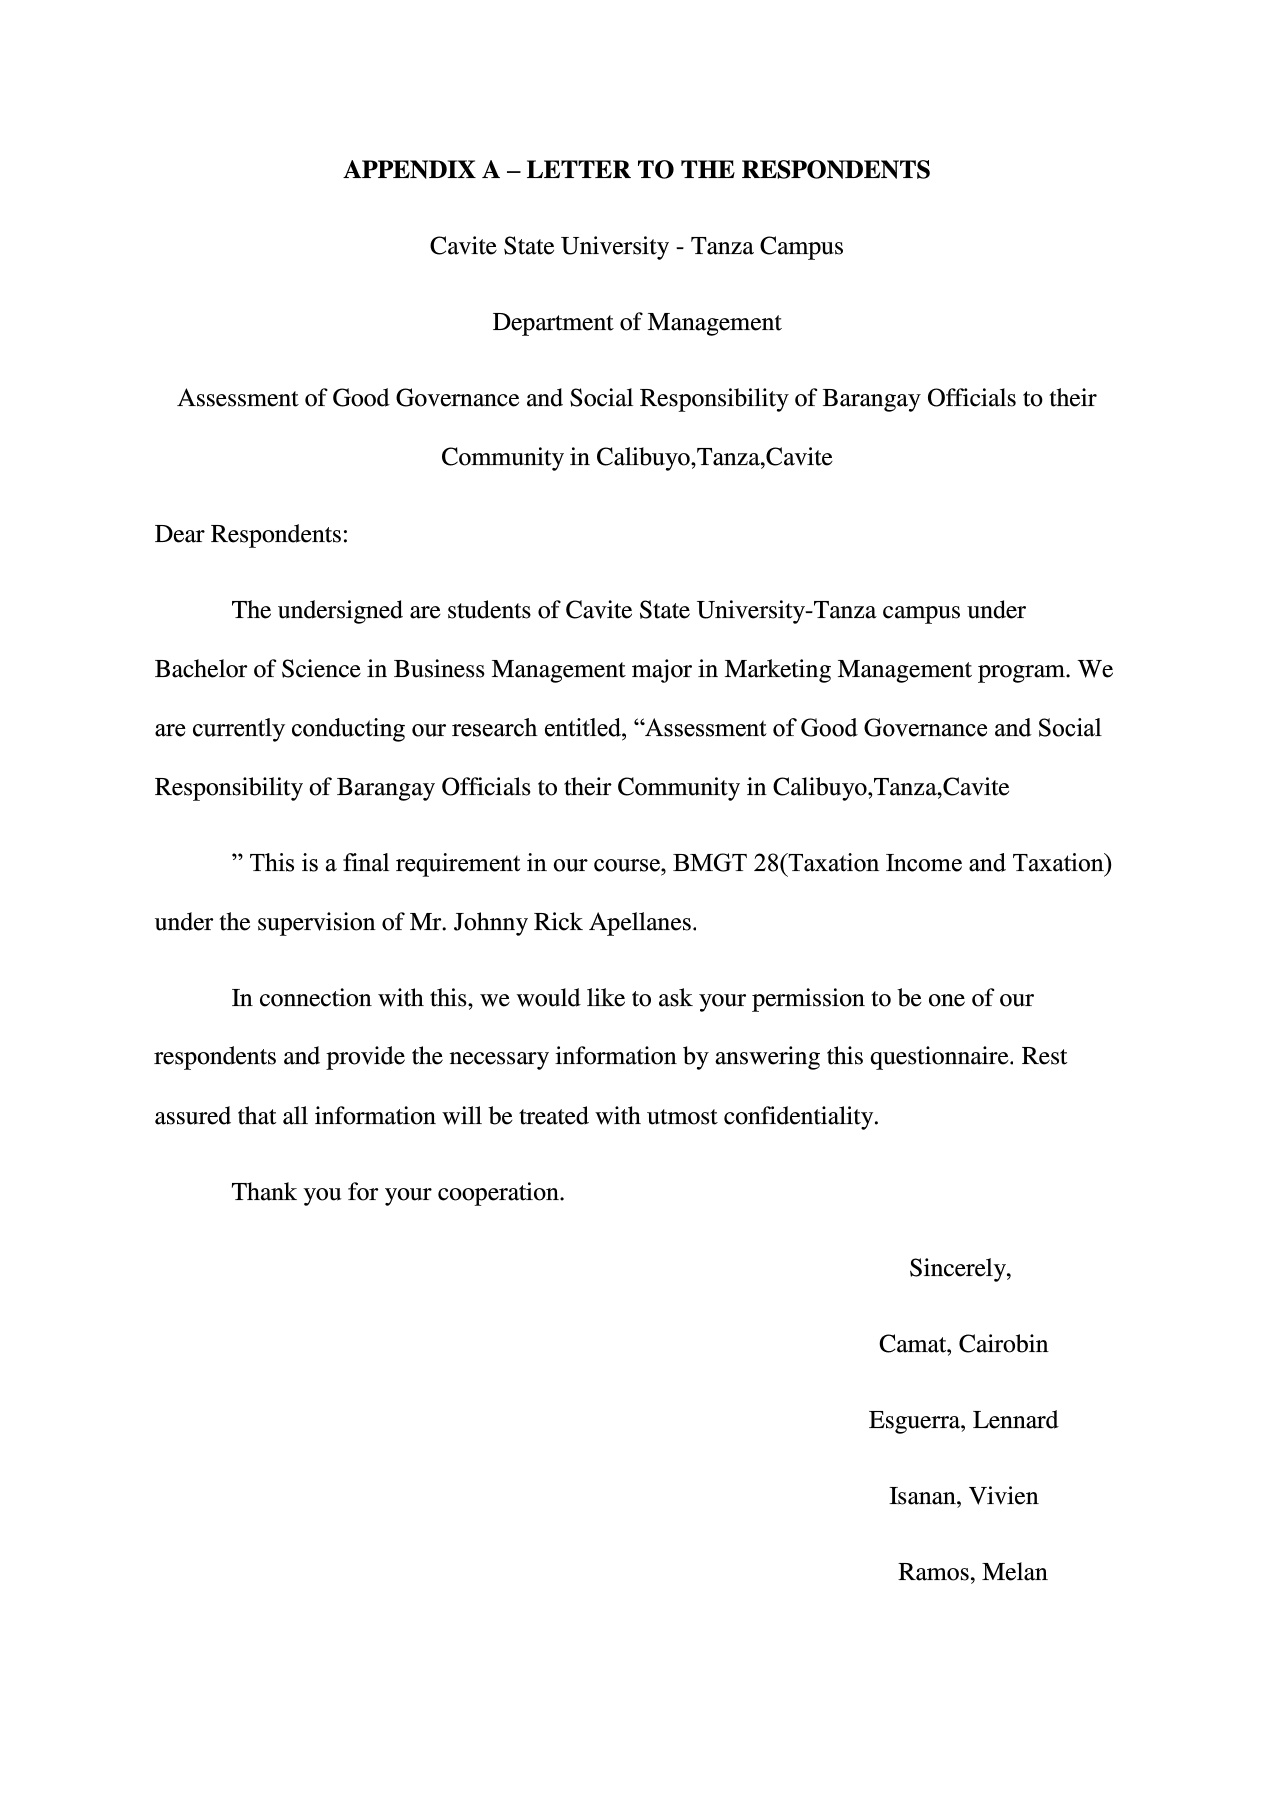 APPENDIX A – LETTER TO THE RESPONDENTS
Cavite State University - Tanza Campus
Department of Management
Assessment of Good Governance and Social Responsibility of Barangay Officials to their
Community in Calibuyo,Tanza,Cavite
Dear Respondents:
The undersigned are students of Cavite State University-Tanza campus under
Bachelor of Science in Business Management major in Marketing Management program. We
are currently conducting our research entitled, “Assessment of Good Governance and Social
Responsibility of Barangay Officials to their Community in Calibuyo,Tanza,Cavite
” This is a final requirement in our course, BMGT 28(Taxation Income and Taxation)
under the supervision of Mr. Johnny Rick Apellanes.
In connection with this, we would like to ask your permission to be one of our
respondents and provide the necessary information by answering this questionnaire. Rest
assured that all information will be treated with utmost confidentiality.
Thank you for your cooperation.
Sincerely,
Camat, Cairobin
Esguerra, Lennard
Isanan, Vivien
Ramos, Melan